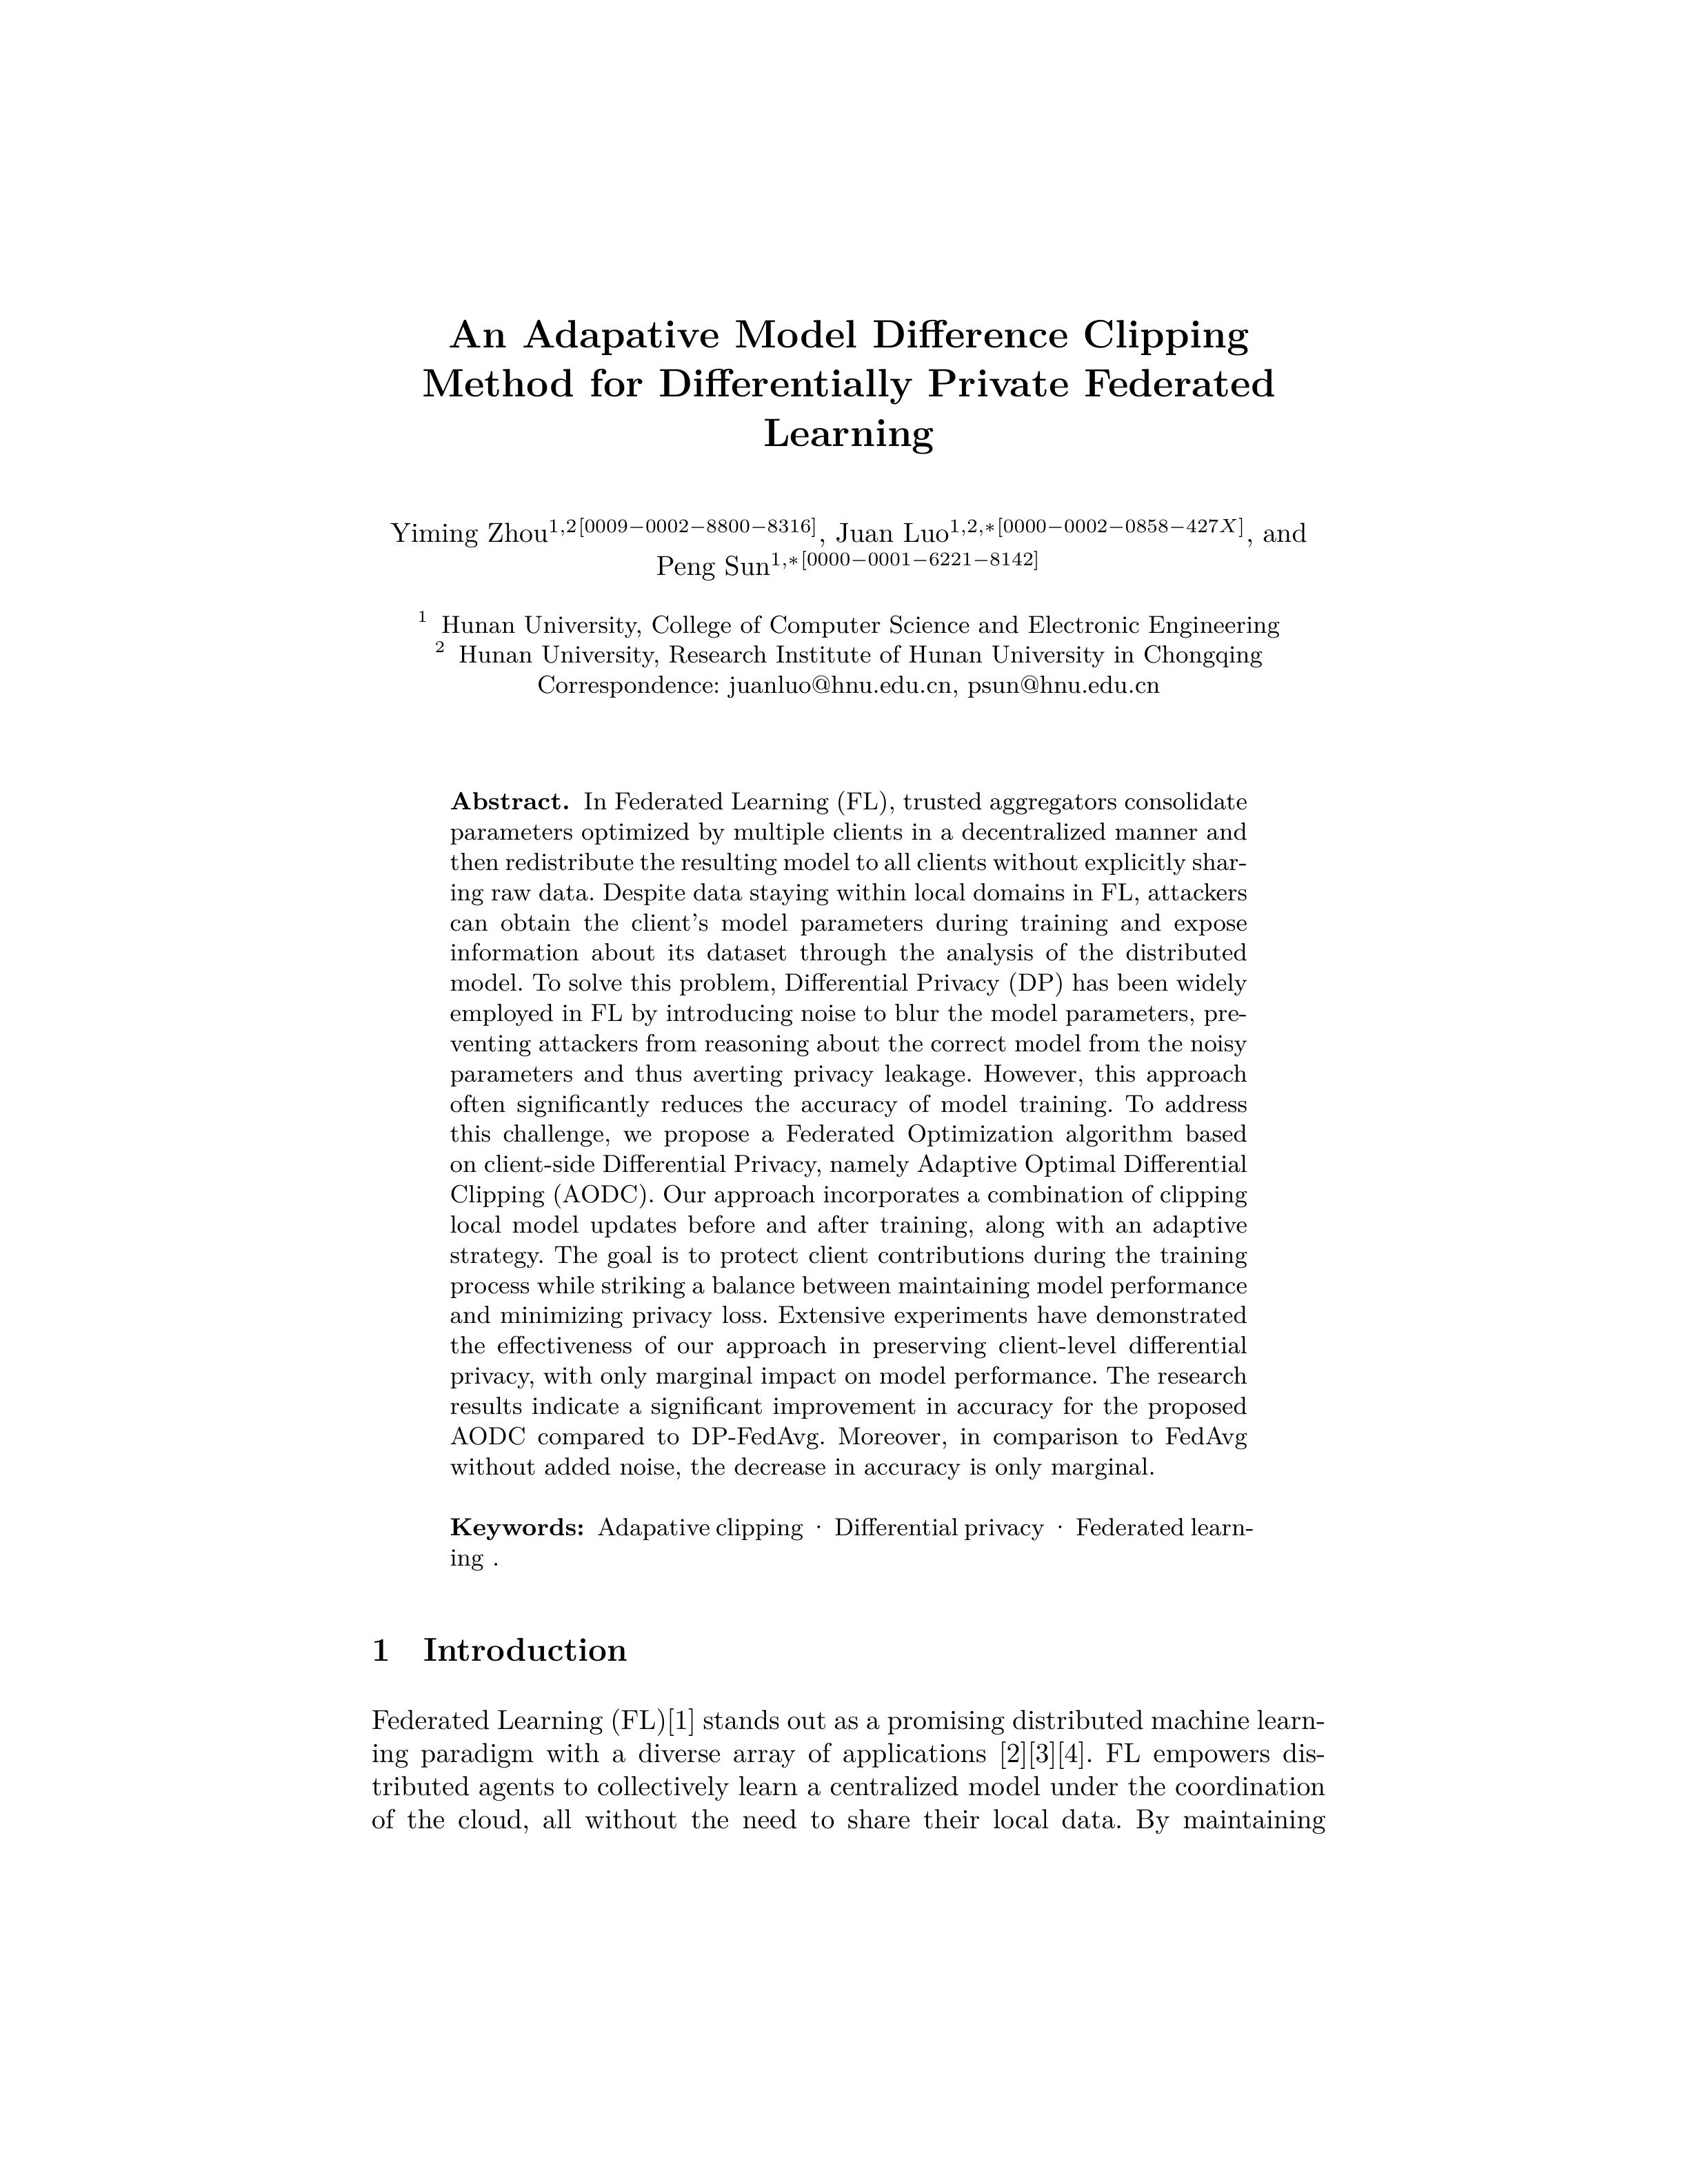 An Adapative Model Difference Clipping
Method for Differentially Private Federated
Learning
Yiming Zhou1,2[0009−0002−8800−8316], Juan Luo1,2,∗[0000−0002−0858−427X], and
Peng Sun1,∗[0000−0001−6221−8142]
1 Hunan University, College of Computer Science and Electronic Engineering
2 Hunan University, Research Institute of Hunan University in Chongqing
Correspondence: juanluo@hnu.edu.cn, psun@hnu.edu.cn
Abstract. In Federated Learning (FL), trusted aggregators consolidate
parameters optimized by multiple clients in a decentralized manner and
then redistribute the resulting model to all clients without explicitly shar-
ing raw data. Despite data staying within local domains in FL, attackers
can obtain the client's model parameters during training and expose
information about its dataset through the analysis of the distributed
model. To solve this problem, Differential Privacy (DP) has been widely
employed in FL by introducing noise to blur the model parameters, pre-
venting attackers from reasoning about the correct model from the noisy
parameters and thus averting privacy leakage. However, this approach
often significantly reduces the accuracy of model training. To address
this challenge, we propose a Federated Optimization algorithm based
on client-side Differential Privacy, namely Adaptive Optimal Differential
Clipping (AODC). Our approach incorporates a combination of clipping
local model updates before and after training, along with an adaptive
strategy. The goal is to protect client contributions during the training
process while striking a balance between maintaining model performance
and minimizing privacy loss. Extensive experiments have demonstrated
the effectiveness of our approach in preserving client-level differential
privacy, with only marginal impact on model performance. The research
results indicate a significant improvement in accuracy for the proposed
AODC compared to DP-FedAvg. Moreover, in comparison to FedAvg
without added noise, the decrease in accuracy is only marginal.
Keywords: Adapative clipping · Differential privacy · Federated learn-
ing .
1 Introduction
Federated Learning (FL)[1] stands out as a promising distributed machine learn-
ing paradigm with a diverse array of applications [2][3][4]. FL empowers dis-
tributed agents to collectively learn a centralized model under the coordination
of the cloud, all without the need to share their local data. By maintaining